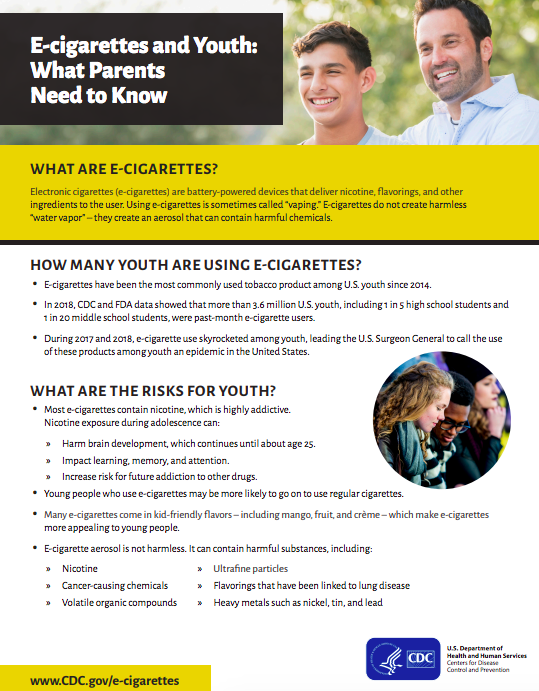 E-cigarettes and Youth:
What Parents
Need to Know
WHAT ARE E-CIGARETTES?
Electronic cigarettes (e-cigarettes) are battery-powered devices that deliver nicotine, flavorings, and other
ingredients to the user. Using e-cigarettes is sometimes called “vaping.” E-cigarettes do not create harmless
“water vapor” – they create an aerosol that can contain harmful chemicals.
HOW MANY YOUTH ARE USING E-CIGARETTES?
• E-cigarettes have been the most commonly used tobacco product among U.S. youth since 2014.
• In 2018, CDC and FDA data showed that more than 3.6 million U.S. youth, including 1 in 5 high school students and
1 in 20 middle school students, were past-month e-cigarette users.
• During 2017 and 2018, e-cigarette use skyrocketed among youth, leading the U.S. Surgeon General to call the use
of these products among youth an epidemic in the United States.
WHAT ARE THE RISKS FOR YOUTH?
• Most e-cigarettes contain nicotine, which is highly addictive.
Nicotine exposure during adolescence can:
» Harm brain development, which continues until about age 25.
» Impact learning, memory, and attention.
» Increase risk for future addiction to other drugs.
• Young people who use e-cigarettes may be more likely to go on to use regular cigarettes.
• Many e-cigarettes come in kid-friendly flavors – including mango, fruit, and crème – which make e-cigarettes
more appealing to young people.
• E-cigarette aerosol is not harmless. It can contain harmful substances, including:
» Nicotine
» Cancer-causing chemicals
» Volatile organic compounds
» Ultrafine particles
» Flavorings that have been linked to lung disease
» Heavy metals such as nickel, tin, and lead
www.CDC.gov/e-cigarettes
CDC
U.S. Department of
Health and Human Services
Centers for Disease
Control and Prevention